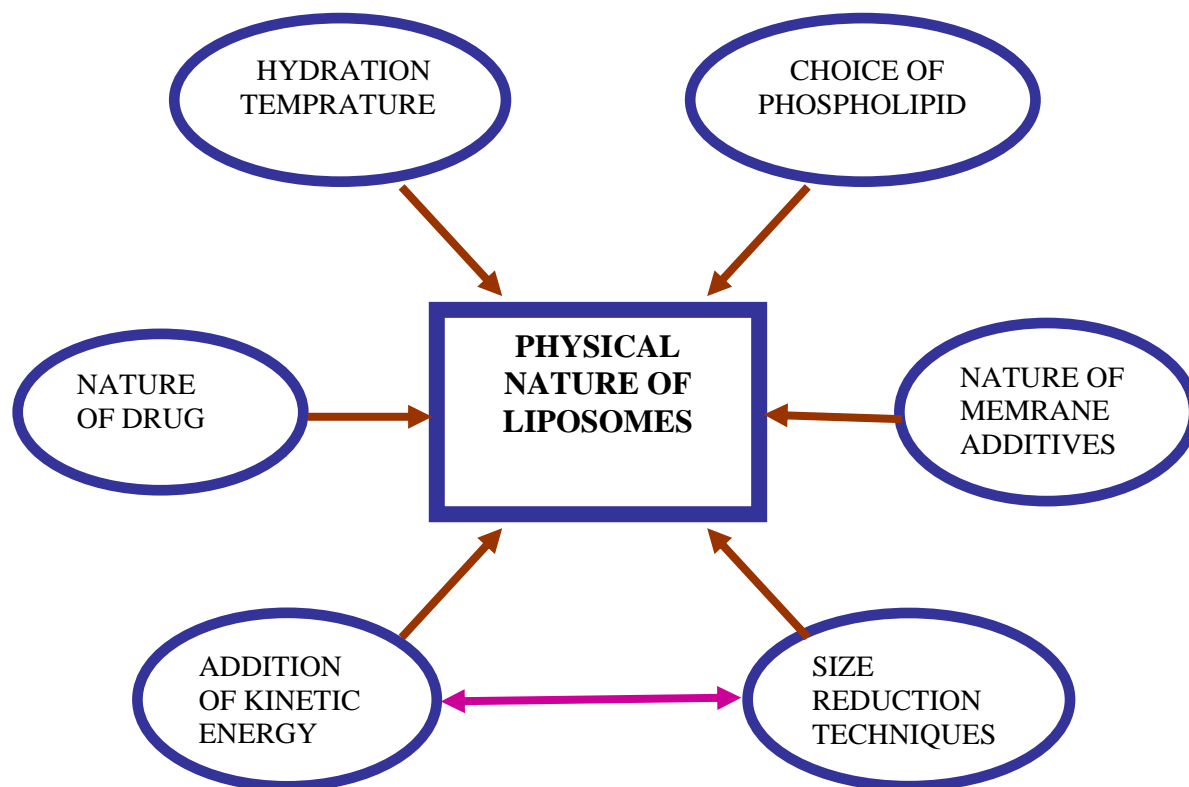 HYDRATION
TEMPRATURE
CHOICE OF
PHOSPHOLIPID
PHYSICAL
NATURE OF
LIPOSOMES
NATURE
OF DRUG
NATURE OF
MEMRANE
ADDITIVES
ADDITION
OF KINETIC
ENERGY
SIZE
REDUCTION
TECHNIQUES